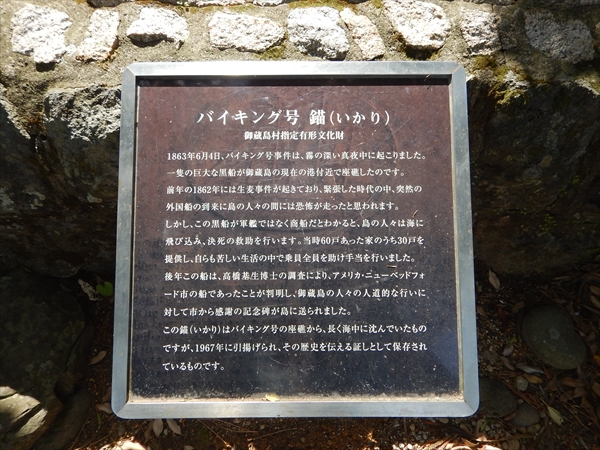 バイキング号 錨(いかり)
御蔵島村指定有形文化財
1863年6月4日、バイキング号事件は、霧の深い真夜中に起こりました。
一隻の巨大な黒船が御蔵島の現在の港付近で座礁したのです。
前年の1862年には生麦事件が起きており、緊張した時代の中、突然の
外国船の到来に島の人々の間には恐怖が走ったと思われます。
しかし、この黒船が軍艦ではなく商船だとわかると、島の人々は海に
飛び込み、決死の救助を行います。当時60戸あった家のうち30戸を
提供し、自らも苦しい生活の中で乗員全員を助け手当を行いました。
後年この船は、高橋基生博士の調査により、アメリカ・ニューベッドフォ
ード市の船であったことが判明し、御蔵島の人々の人道的な行いに
対して市から感謝の記念碑が島に送られました。
この錨(いかり)はバイキング号の座礁から、長く海中に沈んでいたもの
ですが、1967年に引揚げられ、その歴史を伝える証しとして保存され
ているものです。